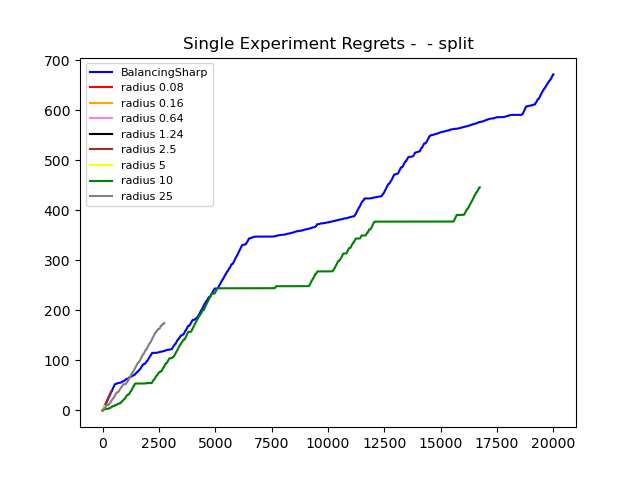 Single Experiment Regrets -  - split
700
600
500
400
300
200
100
0
BalancingSharp
radius 0.08
radius 0.16
radius 0.64
radius 1.24
radius 2.5
radius 5
radius 10
radius 25
0 2500 5000 7500 10000 12500 15000 17500 20000